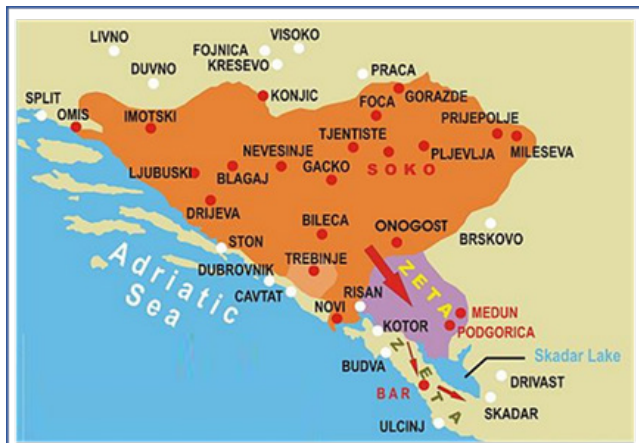 LIVNO
VISOKO
FOJNICA
KRESEVO
DUVNO
PRACA
SPLIT
OMIS
IMOTSKI
KONJIC
FOCA
GORAZDE
PRIJEPOLJE
TJENTISTE
NEVESINJE
LJUBUSKI
BLAGAJ
GACKO
SOKO
PLJEVLJA
MILESEVA
DRIJEVA
BILECA
ONOGOST
BRSKOVO
STON
TREBINJE
DUBROVNIK
CAVTAT
Adriatic
Sea
RISAN
ZETA
NOVI
KOTOR
MEDUN
PODGORICA
BUDVA
ZETA
Skadar Lake
BAR
DRIVAST
SKADAR
ULCINJ